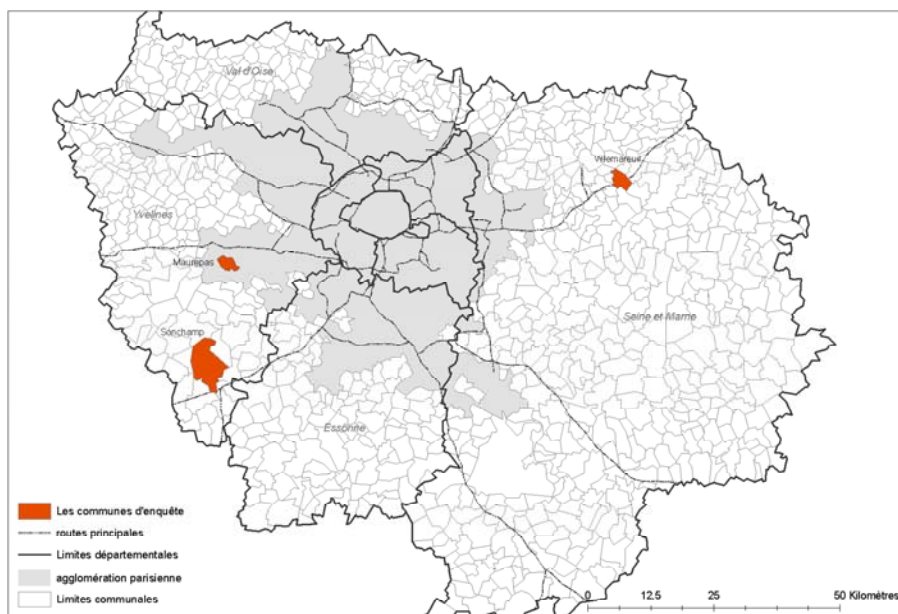 Val d'Oise
Villemareuil
Yvelines
Maurepas
Seine et Marne
Sonchamp
Essonne
Les communes d'enquête
routes principales
Limites départementales
agglomération parisienne
Limites communales
0 12.5 25 50 Kilomètres